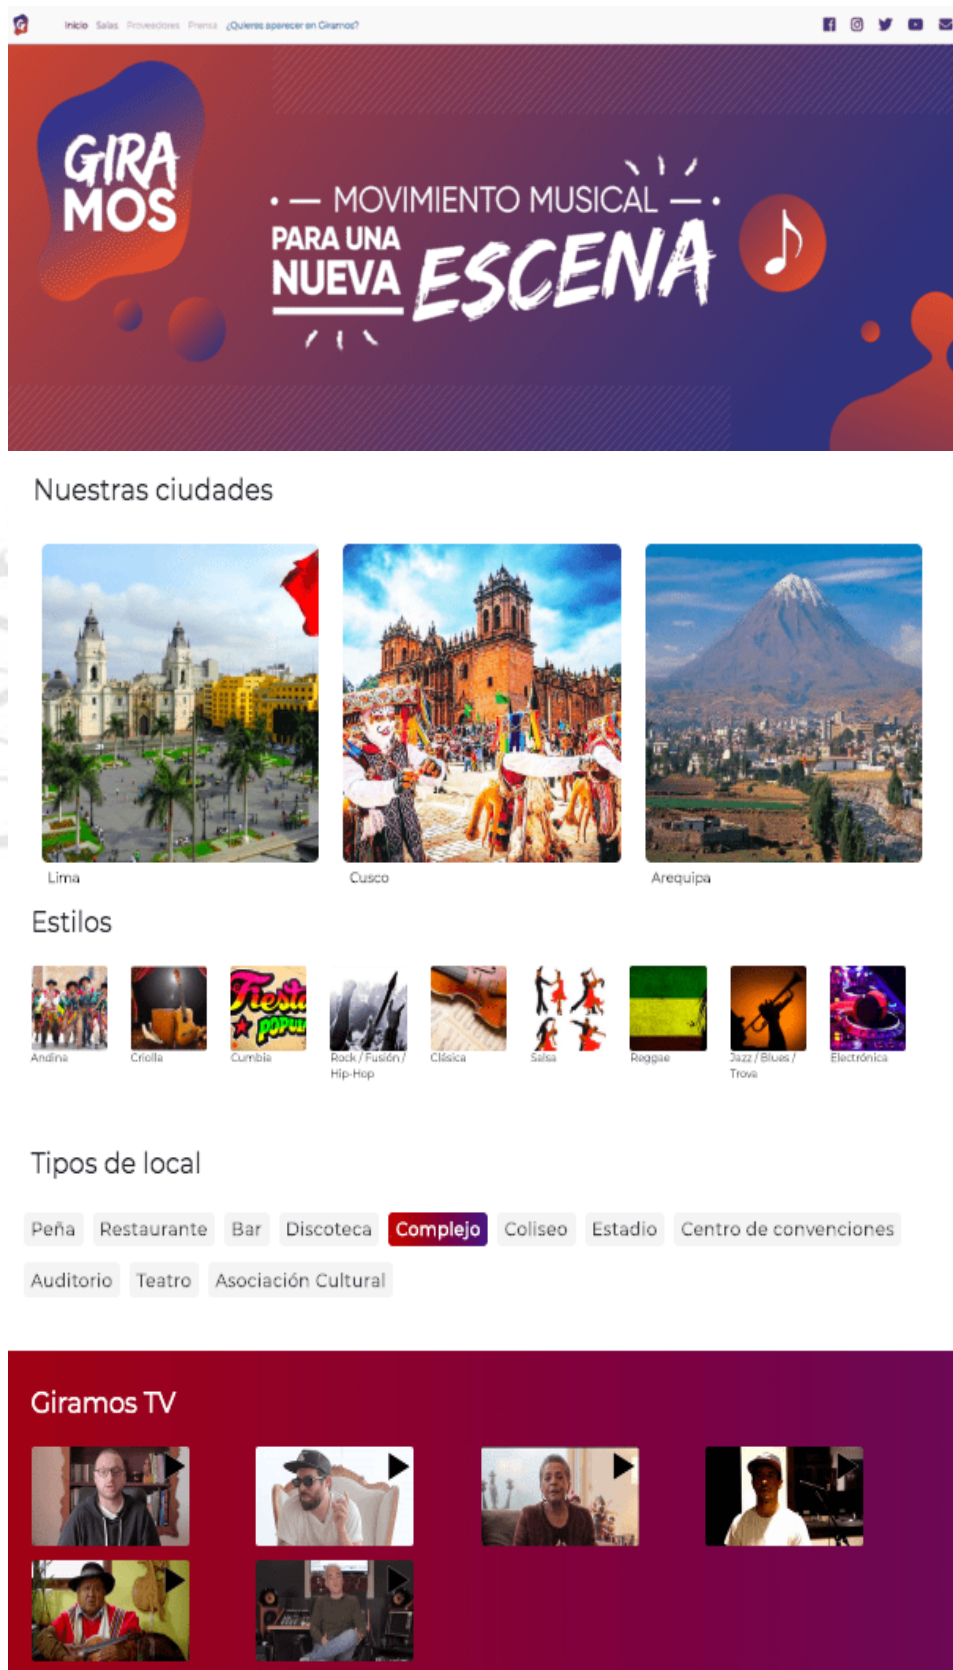 Inicio Salas Proveedores Prensa ¿Quieres aparecer en Giramos?
GIRA
MOS
MOVIMIENTO MUSICAL
PARA UNA
NUEVA
ESCENA
Nuestras ciudades
Lima Cusco Arequipa
Estilos
Fiesta
POPUL
Andina Criolla Cumbia Rock / Fusión / Clásica Salsa Reggae Jazz / Blues / Electrónica
Hip-Hop Trova
Tipos de local
Peña Restaurante Bar Discoteca Complejo Coliseo Estadio Centro de convenciones
Auditorio Teatro Asociación Cultural
Giramos TV